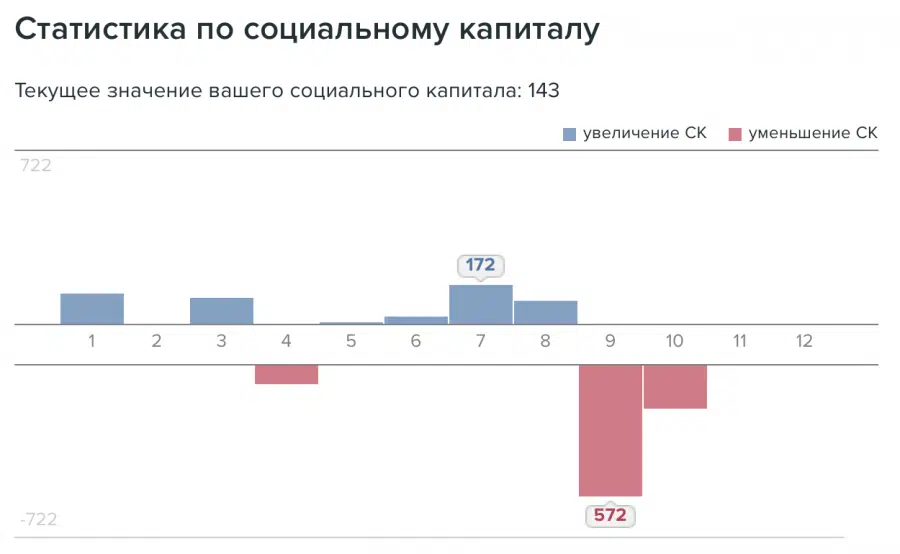 Статистика по социальному капиталу
Текущее значение вашего социального капитала: 143
увеличение СК уменьшение СК
722
172
1 2 3 4 5 6 7 8 9 10 11 12
572
-722